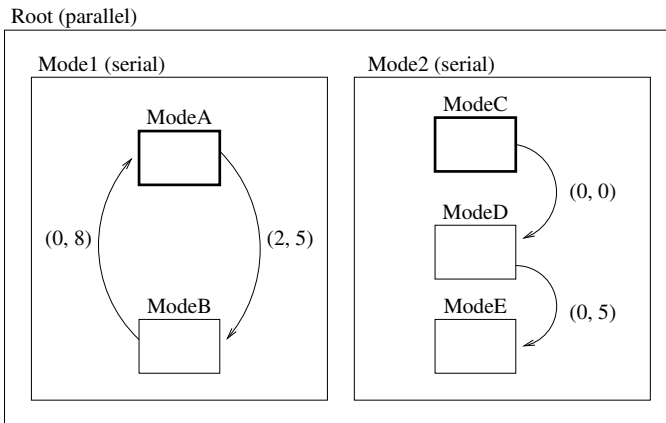 Root (parallel)
Mode1 (serial)
ModeA
(0, 8)
(2, 5)
ModeB
Mode2 (serial)
ModeC
(0, 0)
ModeD
(0, 5)
ModeE